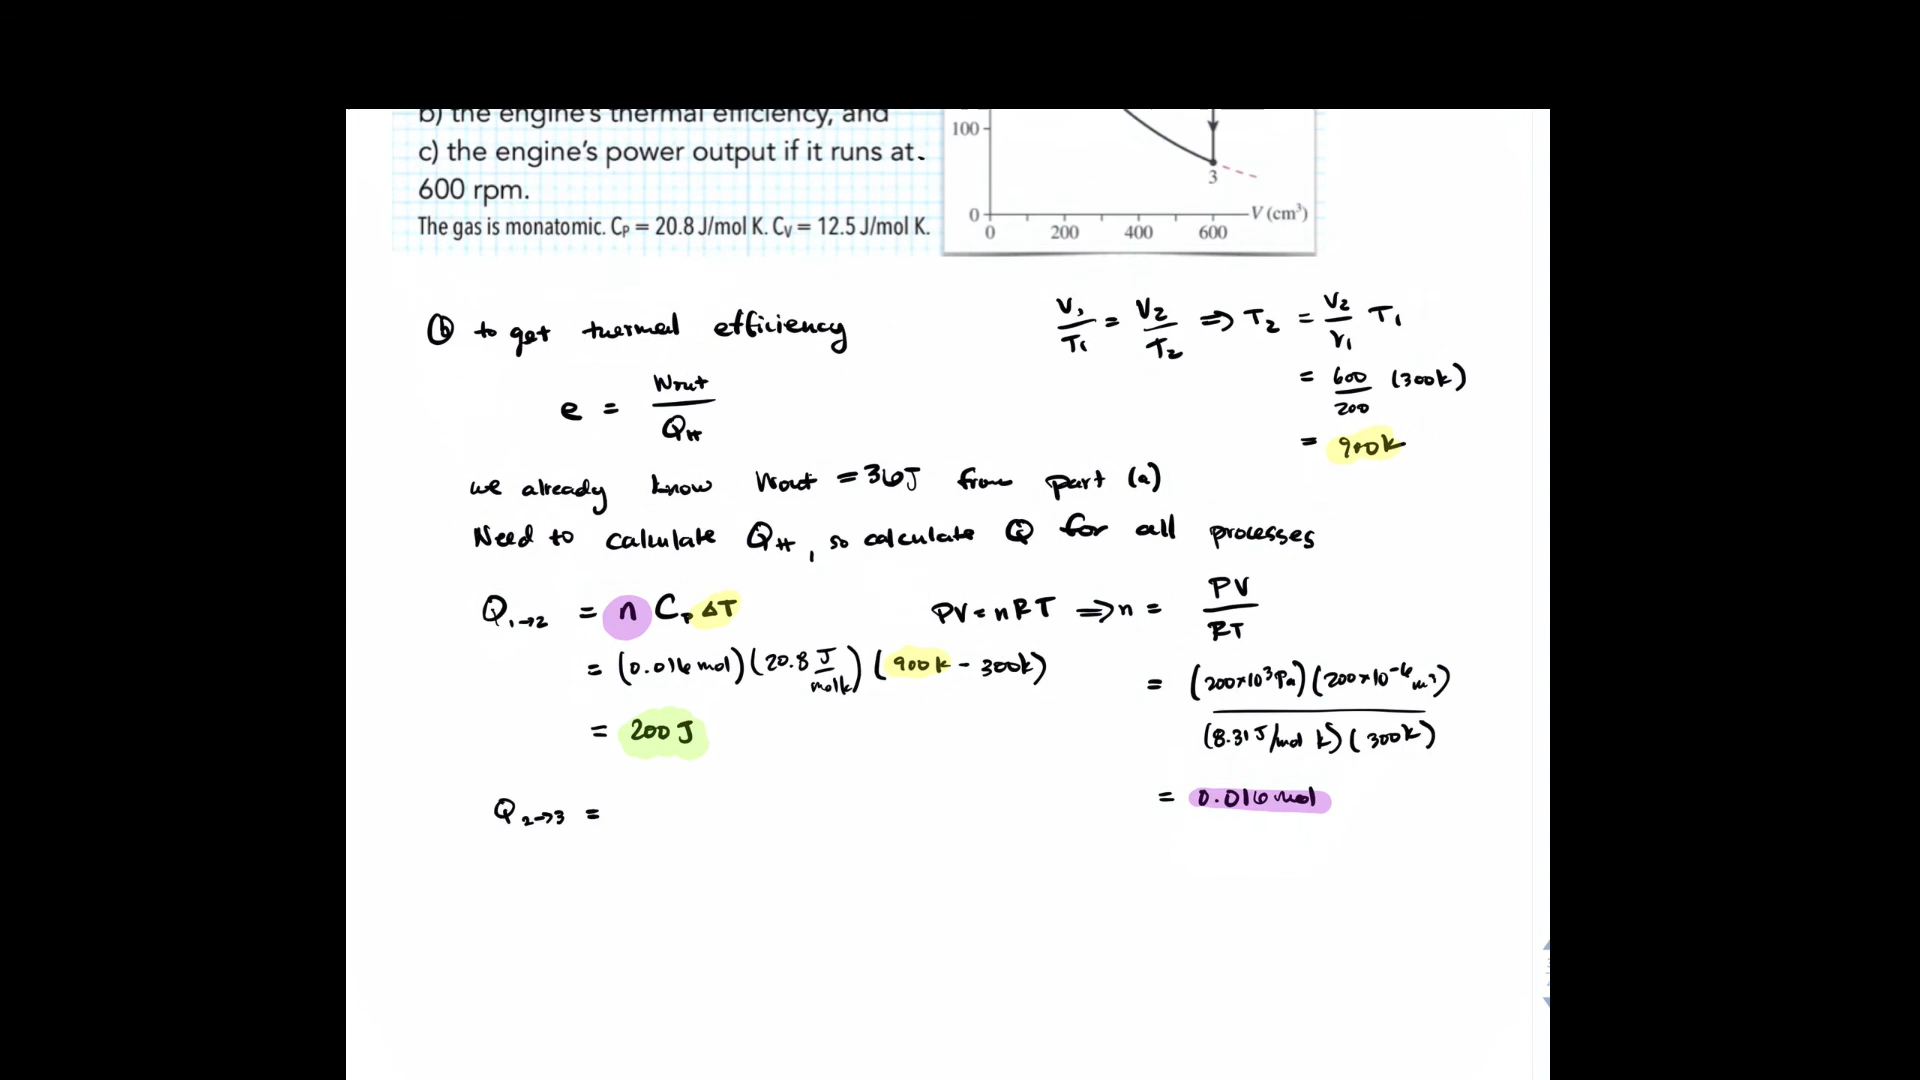 b) the engine's thermal efficiency, and
c) the engine's power output if it runs at
600 rpm.
The gas is monatomic. Cₚ = 20.8 J/mol K. Cᵥ = 12.5 J/mol K.
100
3
0
V (cm³)
0 200 400 600
ⓑ to get thermal efficiency
e = Wout / QH
we already know Wout = 36J from part (a)
Need to calculate QH, so calculate Q for all processes
Q1→2 = n Cp ΔT
= (0.016 mol)(20.8 J/mol K)(900K - 300K)
= 200 J
Q2→3 =
V1/T1 = V2/T2 ⇒ T2 = V2/V1 T1
= 600/200 (300K)
= 900K
PV = nRT ⇒ n = PV/RT
= (200×10³Pa)(200×10⁻⁶m³) / (8.31 J/mol K)(300K)
= 0.016 mol